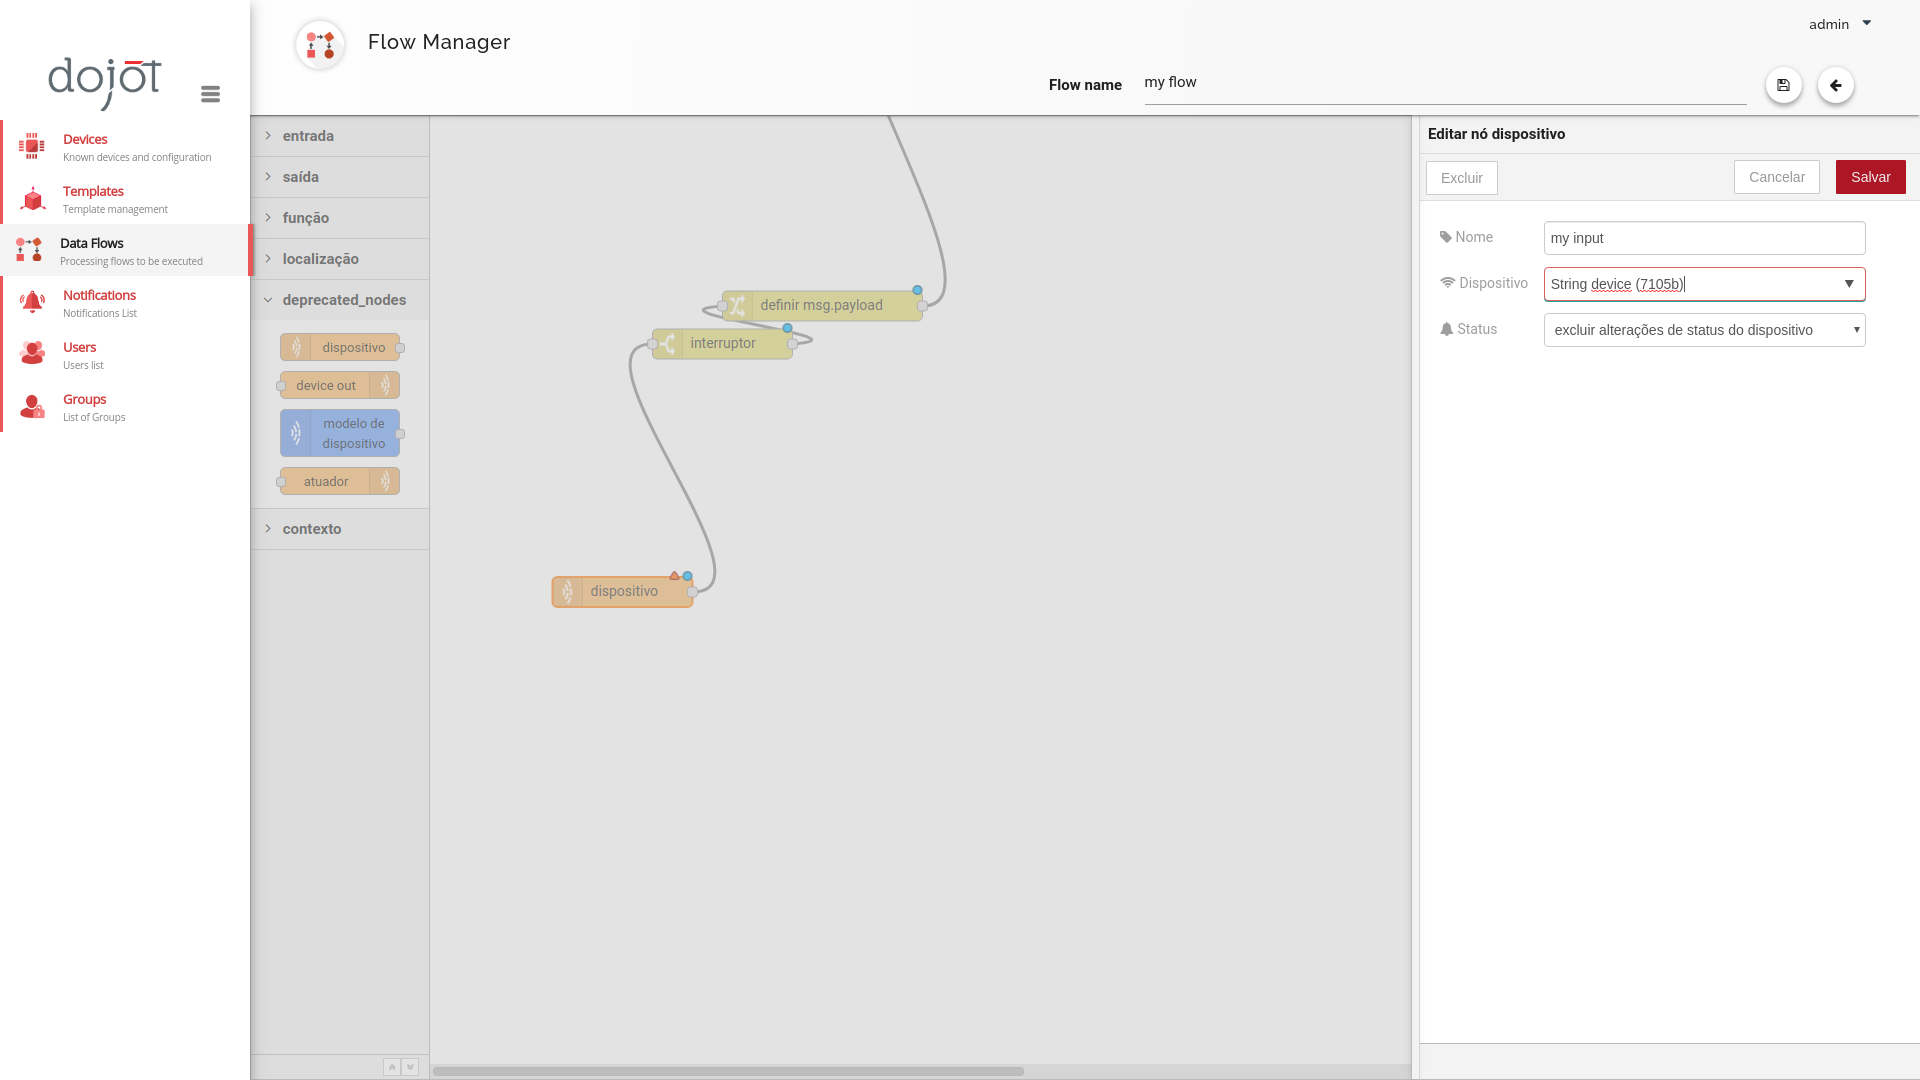 dojot
Devices
Known devices and configuration
Templates
Template management
Data Flows
Processing flows to be executed
Notifications
Notifications List
Users
Users list
Groups
List of Groups
Flow Manager
admin
Flow name
my flow
entrada
saída
função
localização
deprecated_nodes
dispositivo
device out
modelo de
dispositivo
atuador
contexto
definir msg.payload
interruptor
dispositivo
Editar nó dispositivo
Excluir
Cancelar
Salvar
Nome
my input
Dispositivo
String device (7105b)
Status
excluir alterações de status do dispositivo